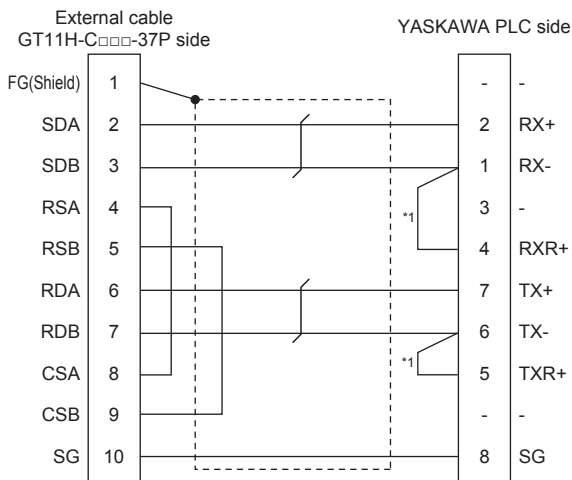 External cable
GT11H-C□□□-37P side
YASKAWA PLC side
FG(Shield) 1 - -
SDA 2 2 RX+
SDB 3 1 RX-
RSA 4 *1 3 -
RSB 5 4 RXR+
RDA 6 7 TX+
RDB 7 6 TX-
CSA 8 *1 5 TXR+
CSB 9 - -
SG 10 8 SG